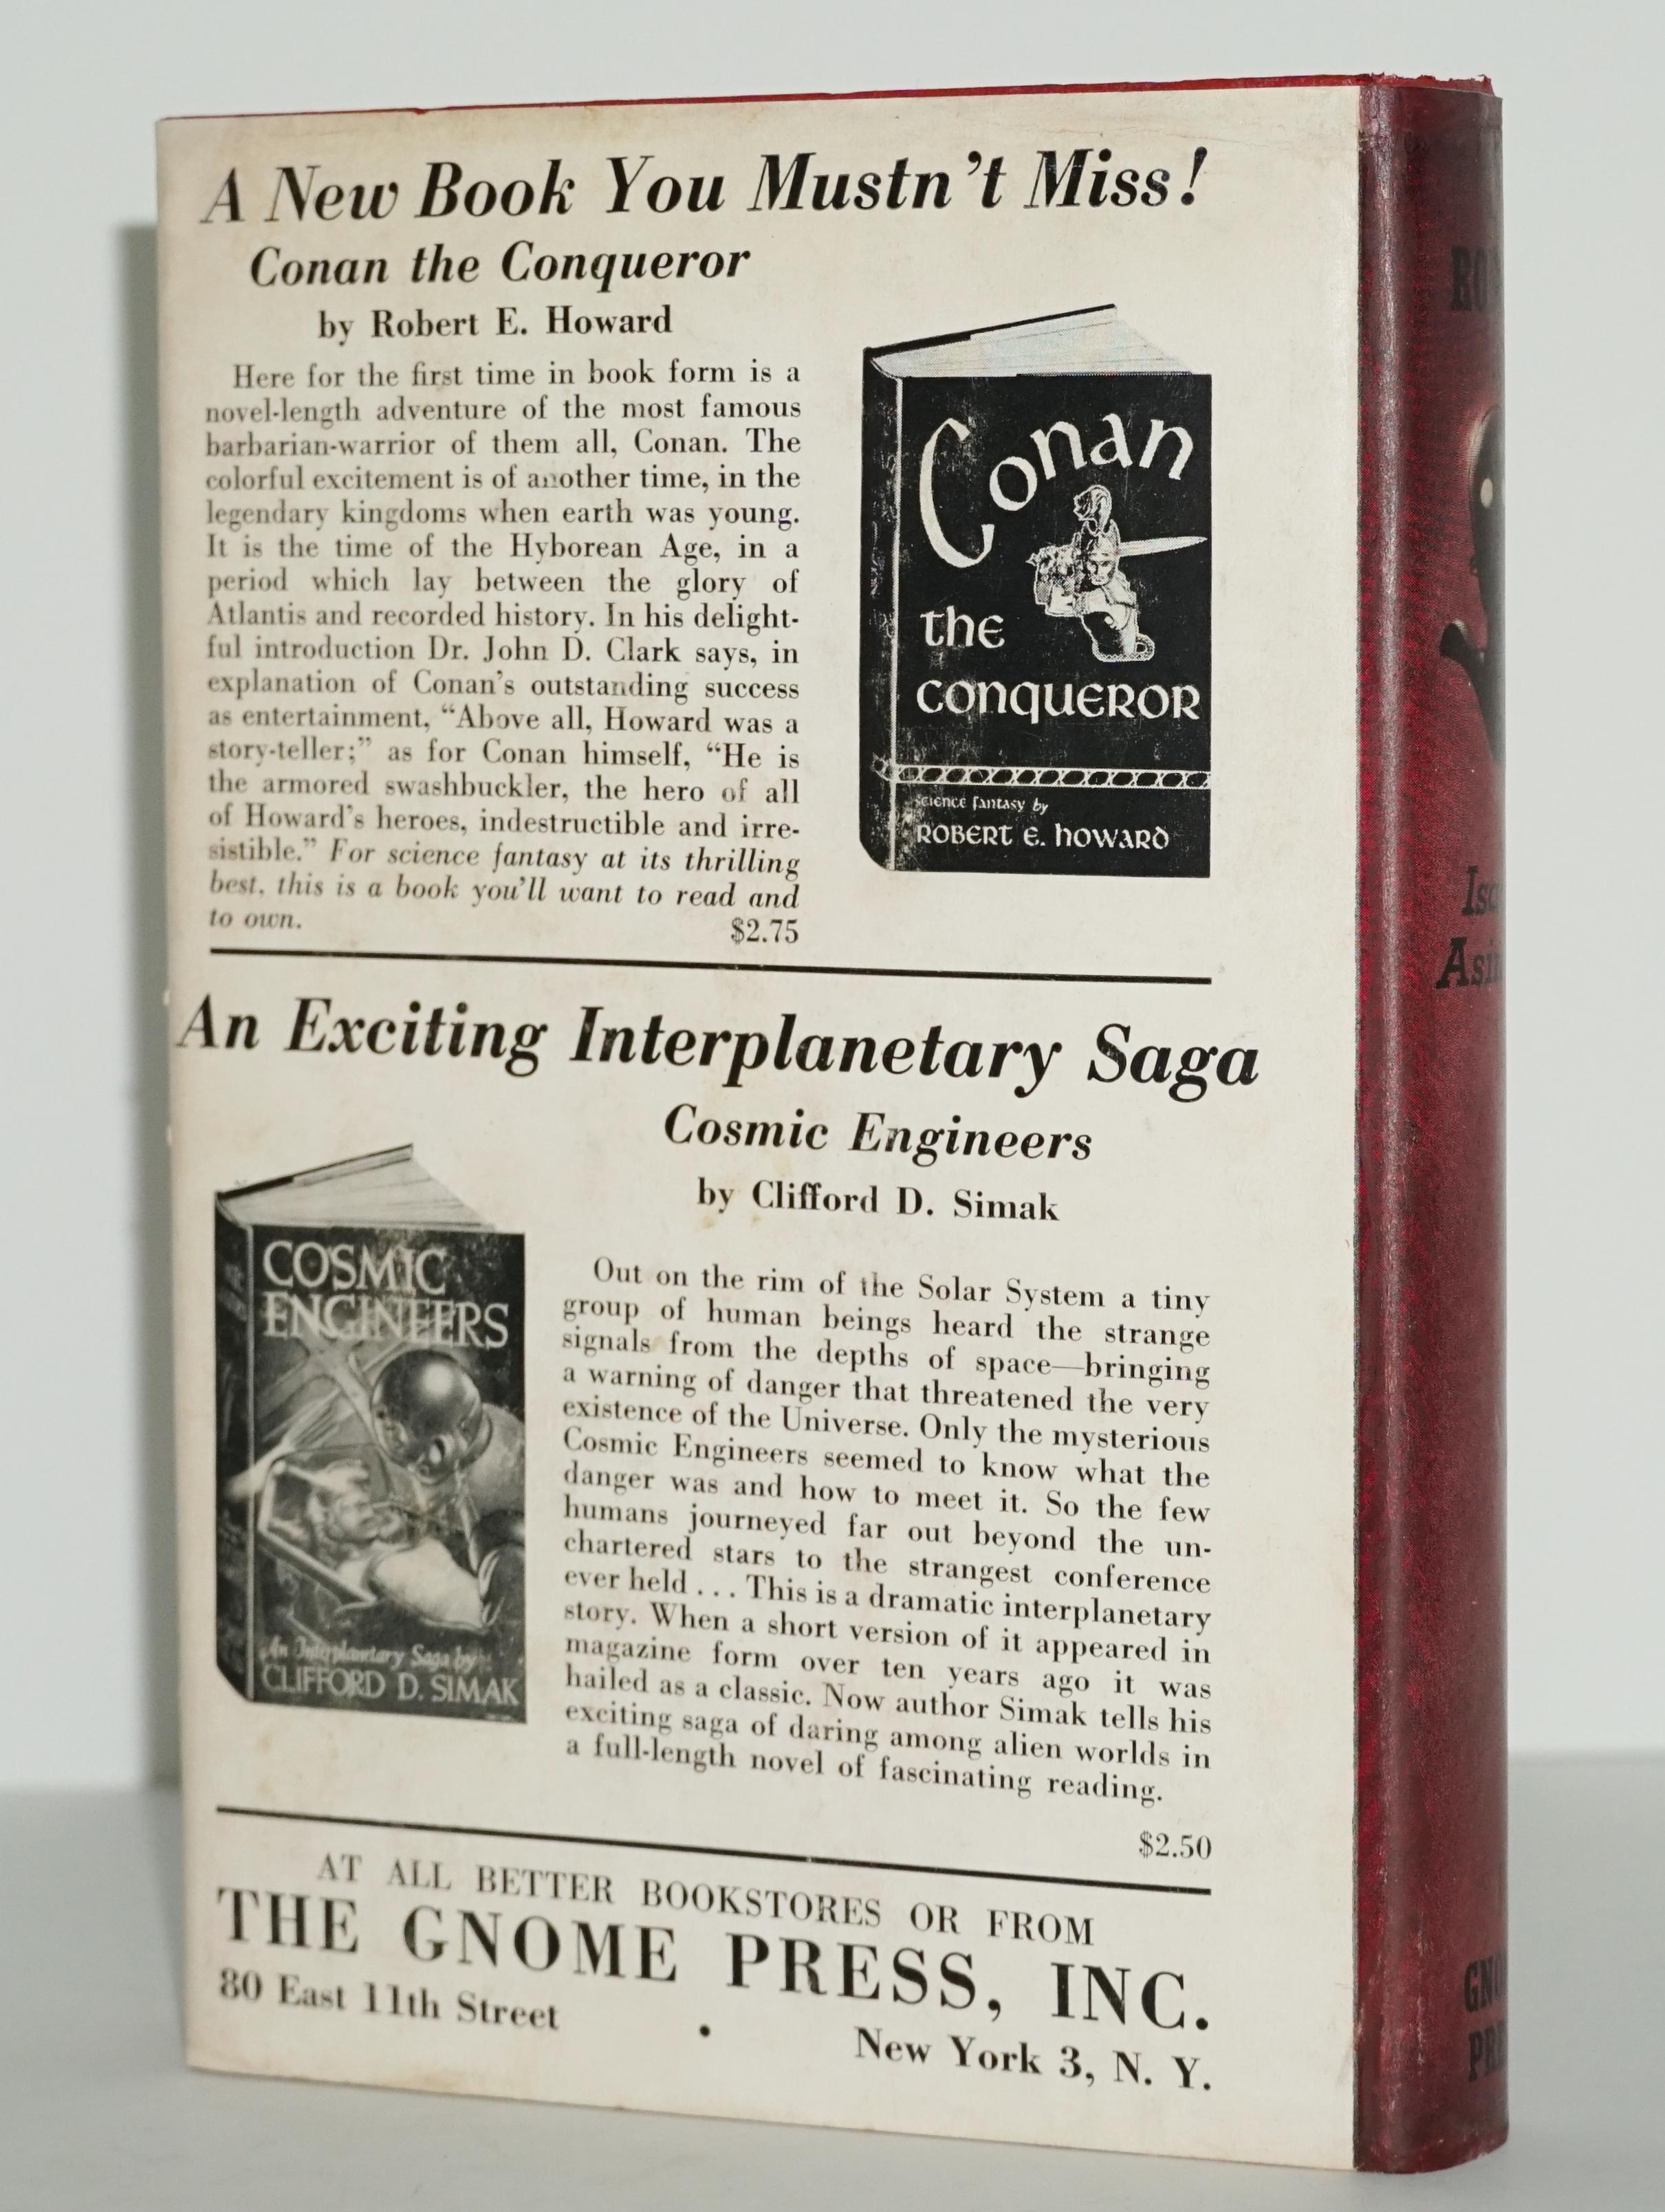 A New Book You Mustn't Miss!
Conan the Conqueror
by Robert E. Howard
Here for the first time in book form is a
novel-length adventure of the most famous
barbarian-warrior of them all, Conan. The
colorful excitement is of another time, in the
legendary kingdoms when earth was young.
It is the time of the Hyborean Age, in a
period which lay between the glory of
Atlantis and recorded history. In his delight-
ful introduction Dr. John D. Clark says, in
explanation of Conan's outstanding success
as entertainment, “Above all, Howard was a
story-teller;” as for Conan himself, “He is
the armored swashbuckler, the hero of all
of Howard's heroes, indestructible and irre-
sistible.” For science fantasy at its thrilling
best, this is a book you'll want to read and
to own. $2.75
Conan
the
conqueror
science fantasy by
ROBERT E. howard
An Exciting Interplanetary Saga
Cosmic Engineers
by Clifford D. Simak
COSMIC
ENGINEERS
An Interplanetary Saga by
CLIFFORD D. SIMAK
Out on the rim of the Solar System a tiny
group of human beings heard the strange
signals from the depths of space—bringing
a warning of danger that threatened the very
existence of the Universe. Only the mysterious
Cosmic Engineers seemed to know what the
danger was and how to meet it. So the few
humans journeyed far out beyond the un-
chartered stars to the strangest conference
ever held . . . This is a dramatic interplanetary
story. When a short version of it appeared in
magazine form over ten years ago it was
hailed as a classic. Now author Simak tells his
exciting saga of daring among alien worlds in
a full-length novel of fascinating reading.
$2.50
AT ALL BETTER BOOKSTORES OR FROM
THE GNOME PRESS, INC.
80 East 11th Street • New York 3, N. Y.